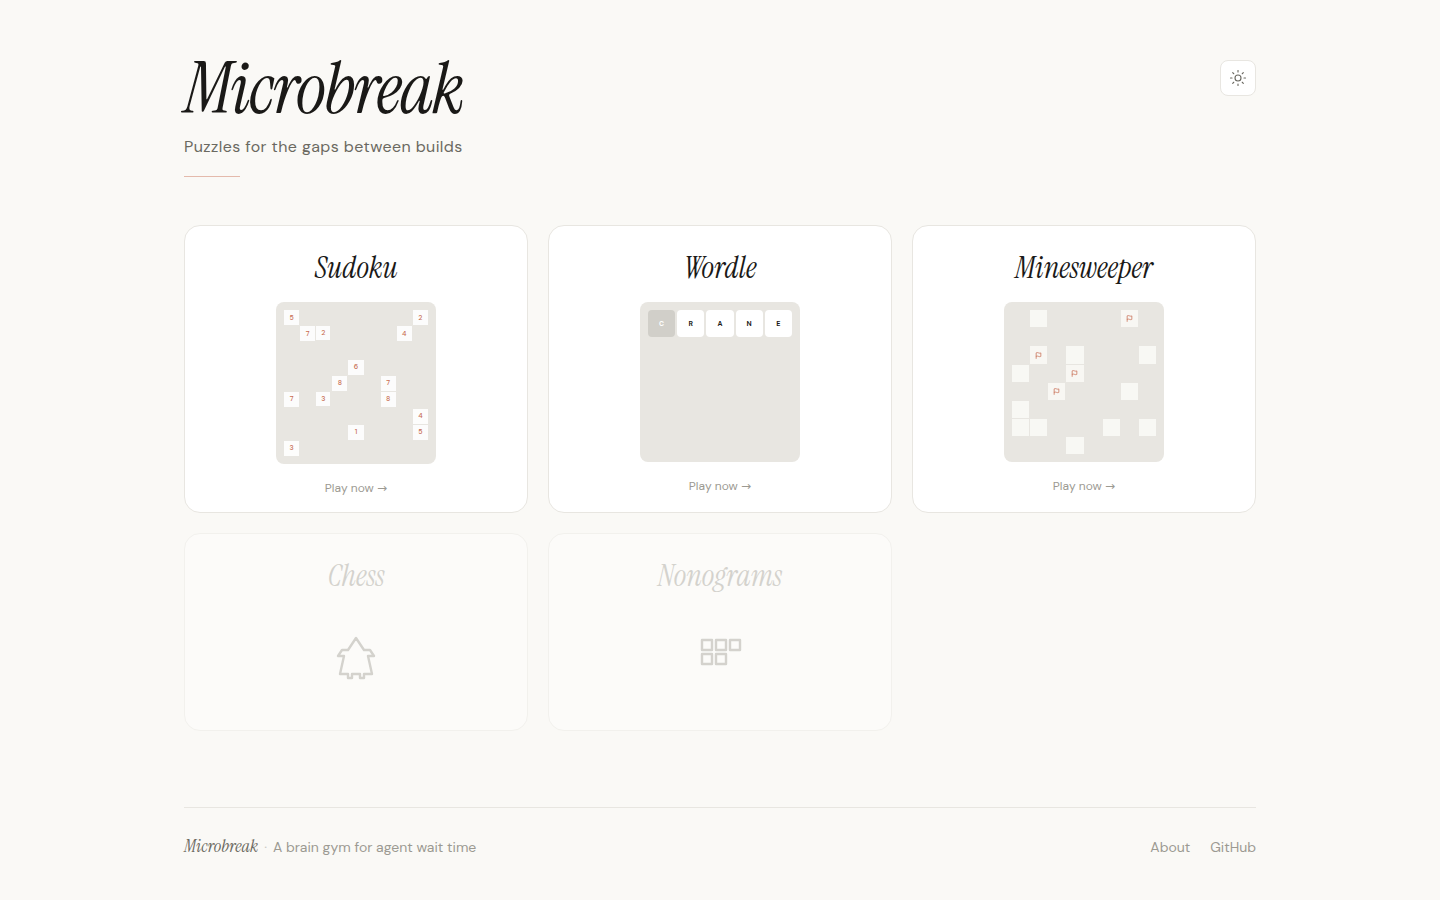 Microbreak
Puzzles for the gaps between builds
Sudoku
5 2
7 2 4
6
8 7
7 3 8
4
1 5
3
Play now →
Wordle
C R A N E
Play now →
Minesweeper
Play now →
Chess
Nonograms
Microbreak · A brain gym for agent wait time
About GitHub